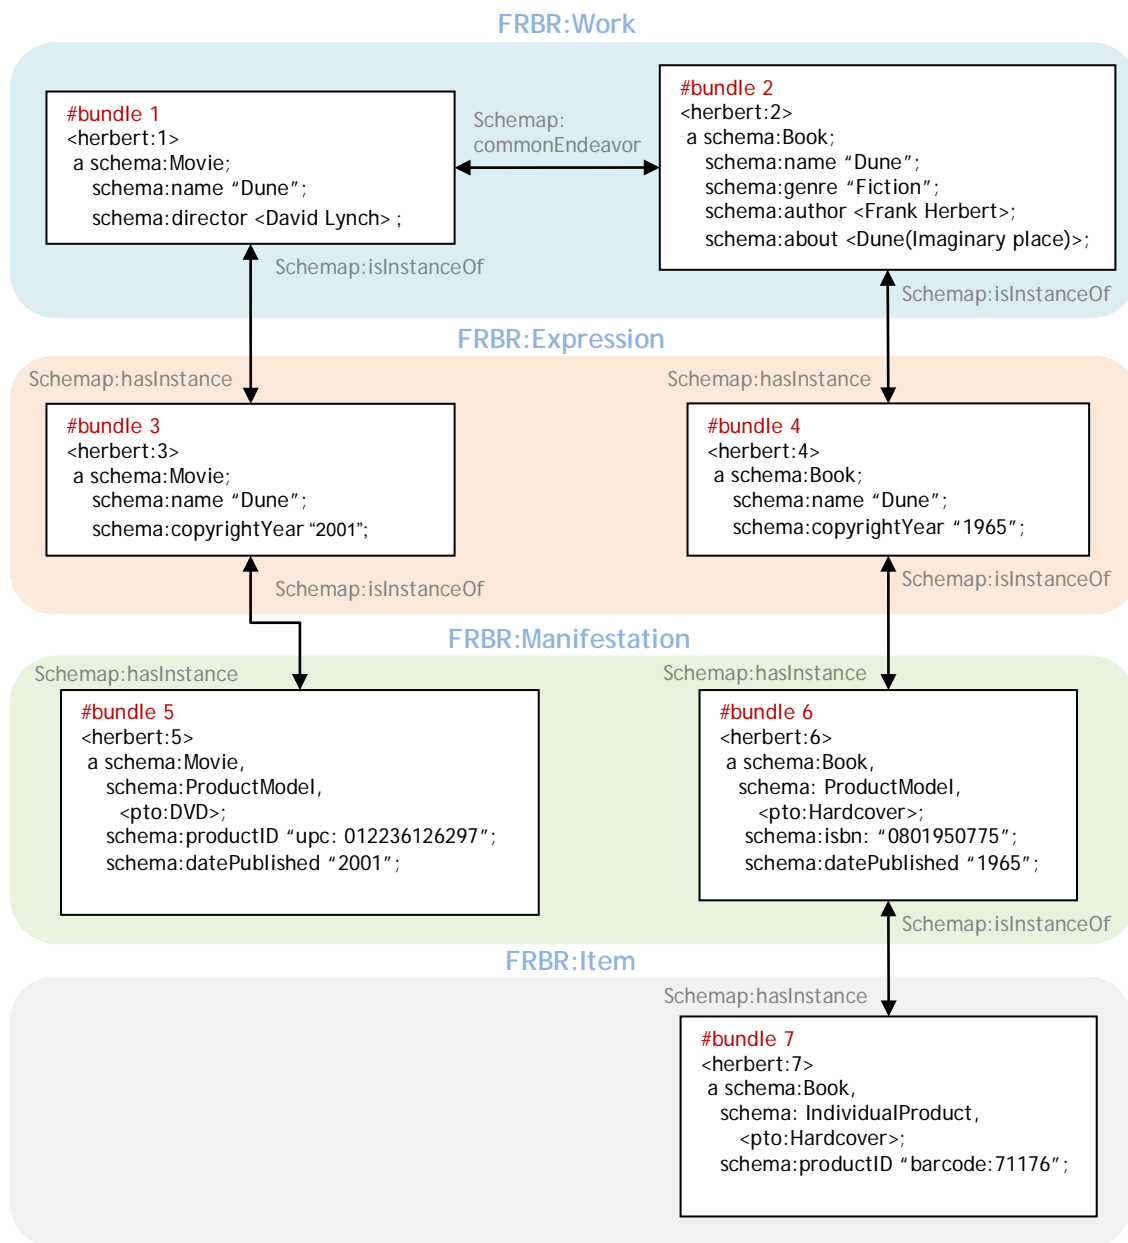 FRBR:Work
#bundle 1
<herbert:1>
a schema:Movie;
schema:name “Dune”;
schema:director <David Lynch> ;
Schemap:
commonEndeavor
#bundle 2
<herbert:2>
a schema:Book;
schema:name “Dune”;
schema:genre “Fiction”;
schema:author <Frank Herbert>;
schema:about <Dune(Imaginary place)>;
Schemap:isInstanceOf
Schemap:isInstanceOf
FRBR:Expression
Schemap:hasInstance
Schemap:hasInstance
#bundle 3
<herbert:3>
a schema:Movie;
schema:name “Dune”;
schema:copyrightYear “2001”;
#bundle 4
<herbert:4>
a schema:Book;
schema:name “Dune”;
schema:copyrightYear “1965”;
Schemap:isInstanceOf
Schemap:isInstanceOf
FRBR:Manifestation
Schemap:hasInstance
Schemap:hasInstance
#bundle 5
<herbert:5>
a schema:Movie,
schema:ProductModel,
<pto:DVD>;
schema:productID “upc: 012236126297”;
schema:datePublished “2001”;
#bundle 6
<herbert:6>
a schema:Book,
schema: ProductModel,
<pto:Hardcover>;
schema:isbn: “0801950775”;
schema:datePublished “1965”;
Schemap:isInstanceOf
FRBR:Item
Schemap:hasInstance
#bundle 7
<herbert:7>
a schema:Book,
schema: IndividualProduct,
<pto:Hardcover>;
schema:productID “barcode:71176”;